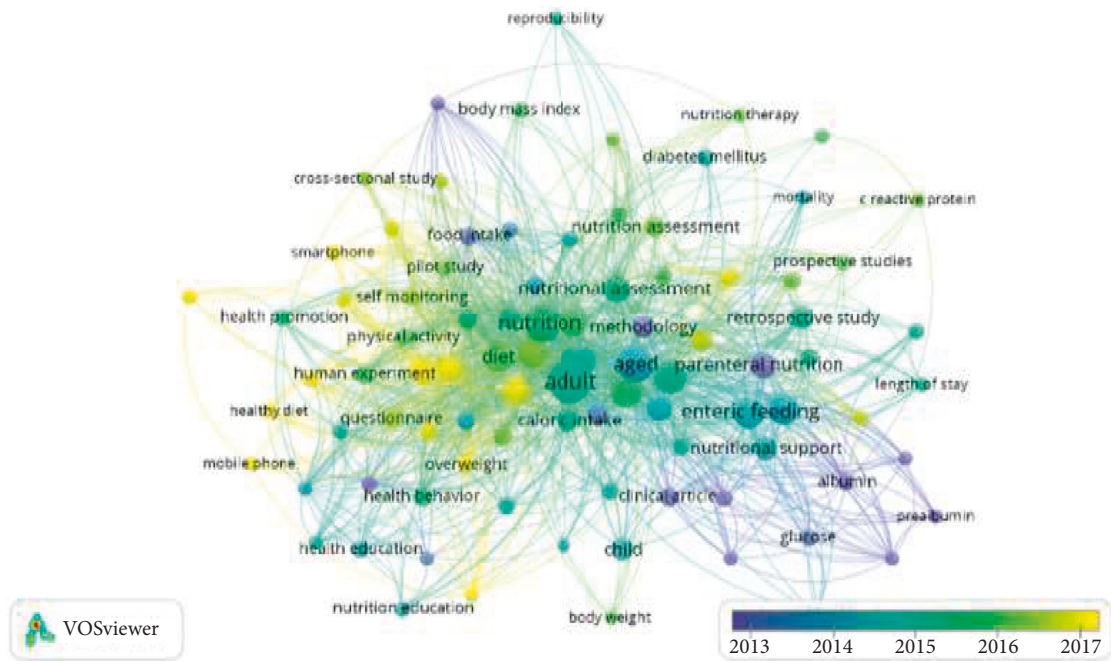 reproducibility
body mass index
nutrition therapy
diabetes mellitus
cross-sectional study
mortality
c reactive protein
food intake
nutrition assessment
smartphone
pilot study
prospective studies
self monitoring
nutritional assessment
health promotion
nutrition
methodology
retrospective study
physical activity
diet
aged
parenteral nutrition
human experiment
adult
length of stay
healthy diet
questionnaire
caloric intake
enteric feeding
nutritional support
mobile phone
overweight
health behavior
clinical article
albumin
prealbumin
glucose
health education
child
nutrition education
body weight
VOSviewer
2013 2014 2015 2016 2017